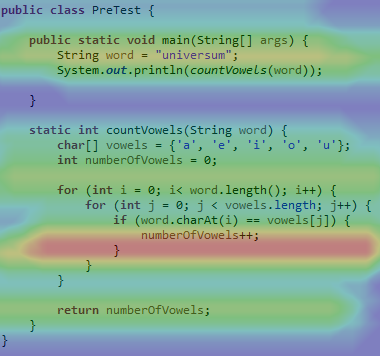 public class PreTest {
public static void main(String[] args) {
String word = "universum";
System.out.println(countVowels(word));
}
static int countVowels(String word) {
char[] vowels = {'a', 'e', 'i', 'o', 'u'};
int numberOfVowels = 0;
for (int i = 0; i< word.length(); i++) {
for (int j = 0; j < vowels.length; j++) {
if (word.charAt(i) == vowels[j]) {
numberOfVowels++;
}
}
}
return numberOfVowels;
}
}